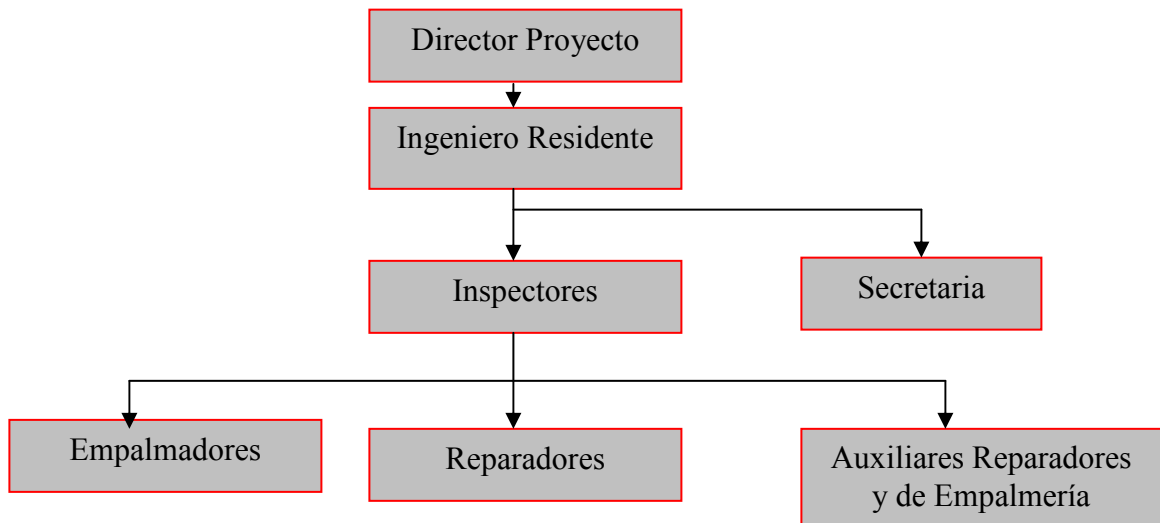 Director Proyecto
Ingeniero Residente
Inspectores
Secretaria
Empalmadores
Reparadores
Auxiliares Reparadores
y de Empalmería